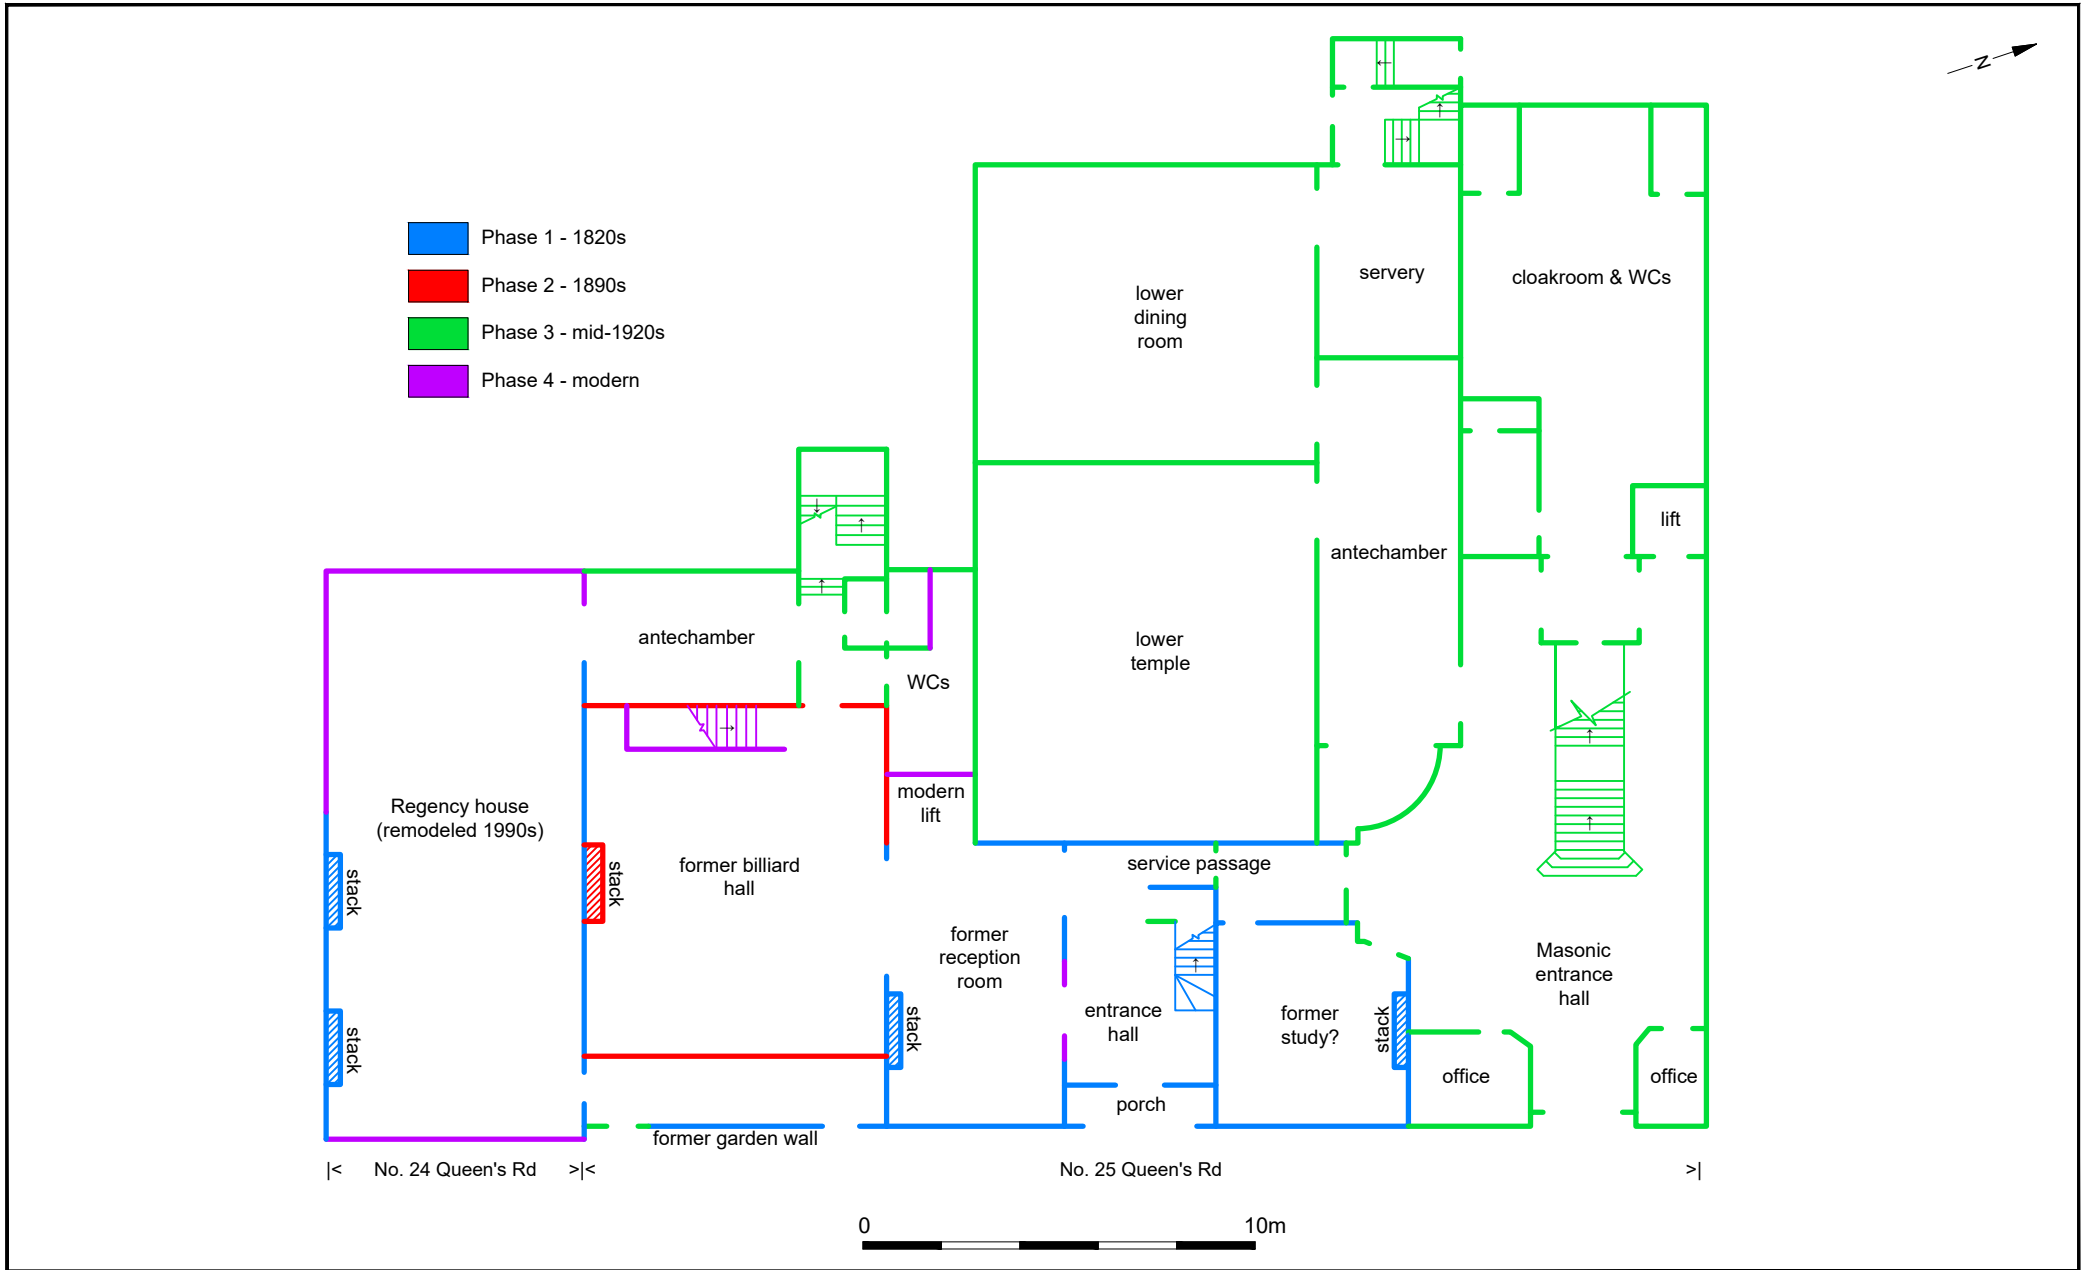 N
Phase 1 - 1820s
Phase 2 - 1890s
Phase 3 - mid-1920s
Phase 4 - modern
servery
cloakroom & WCs
lower
dining
room
lift
antechamber
antechamber
lower
temple
WCs
modern
lift
Regency house
(remodeled 1990s)
former billiard
hall
stack
stack
service passage
former
reception
room
Masonic
entrance
hall
entrance
hall
former
study?
stack
stack
stack
office
office
porch
former garden wall
|< No. 24 Queen's Rd >|<
No. 25 Queen's Rd >|
0 10m